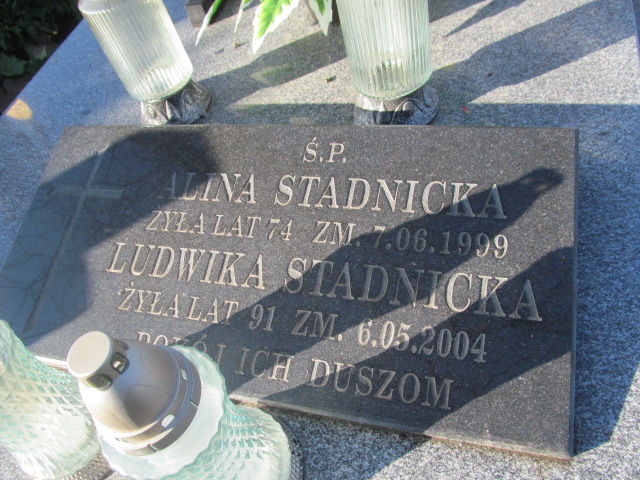 Ś.P.
ALINA STADNICKA
ŻYŁA LAT 74 ZM. 7.06.1999
LUDWIKA STADNICKA
ŻYŁA LAT 91 ZM. 6.05.2004
POKÓJ ICH DUSZOM